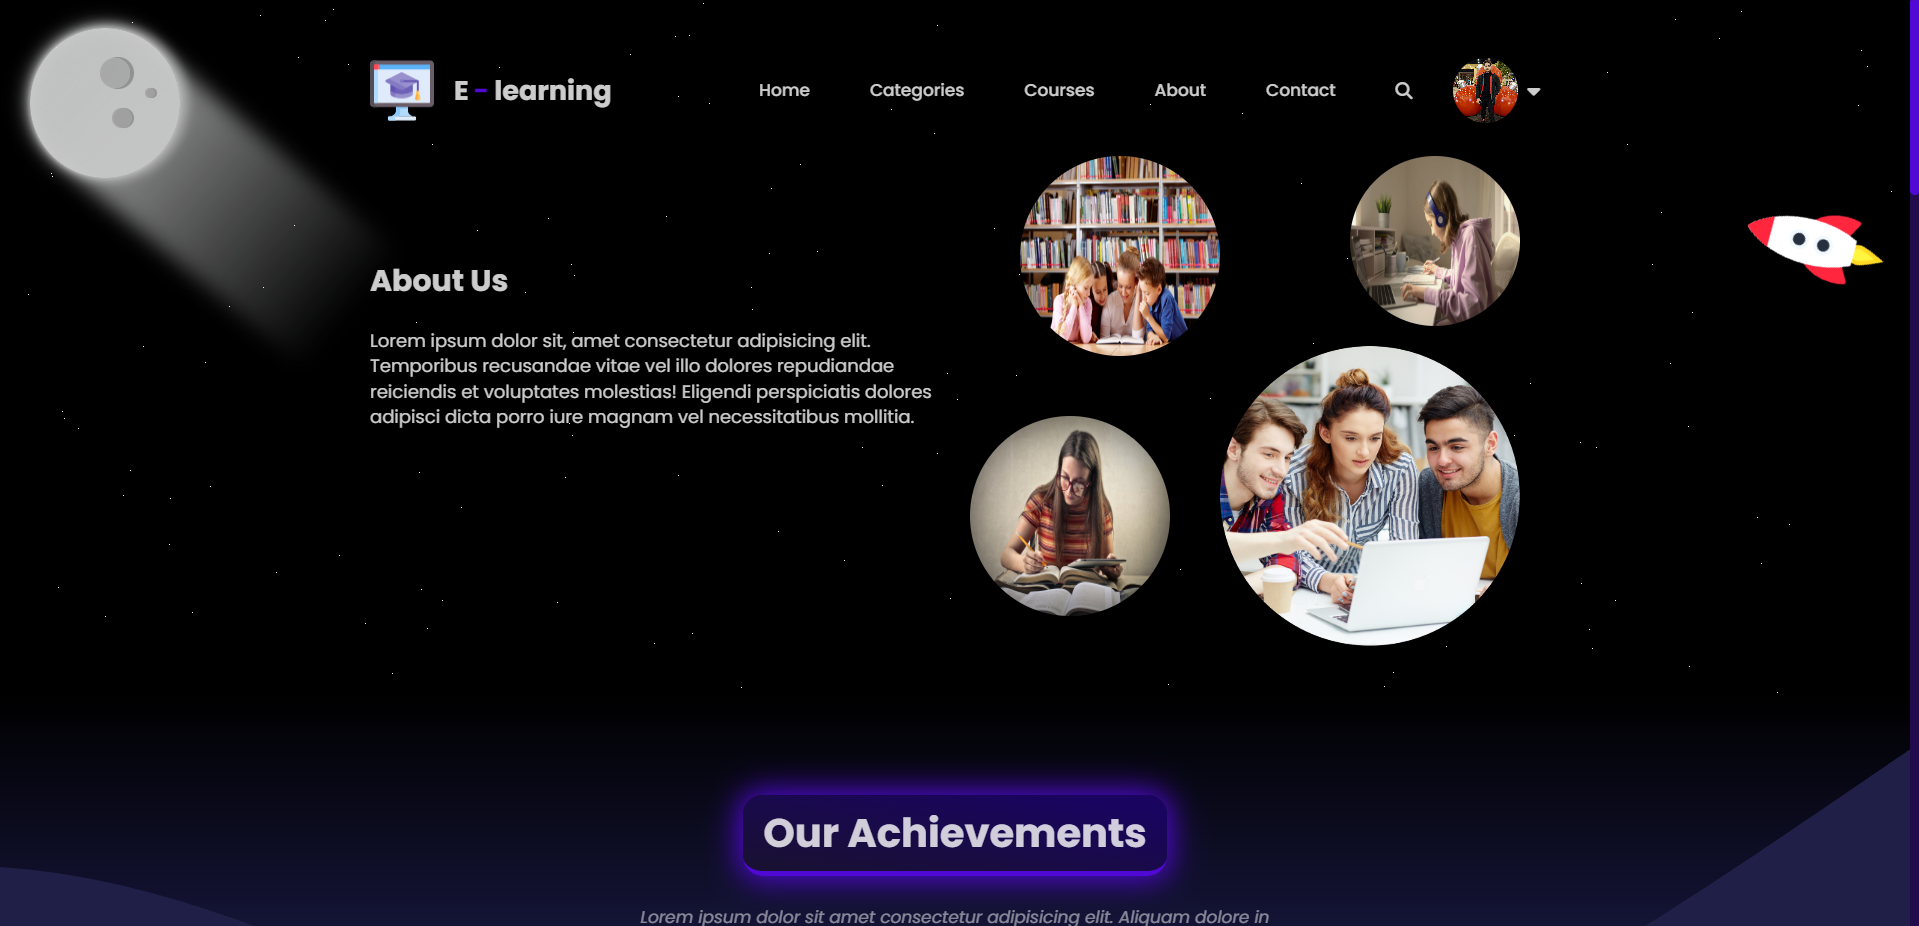 E - learning
Home
Categories
Courses
About
Contact
About Us
Lorem ipsum dolor sit, amet consectetur adipisicing elit.
Temporibus recusandae vitae vel illo dolores repudiandae
reiciendis et voluptates molestias! Eligendi perspiciatis dolores
adipisci dicta porro iure magnam vel necessitatibus mollitia.
Our Achievements
Lorem ipsum dolor sit amet consectetur adipisicing elit. Aliquam dolore in